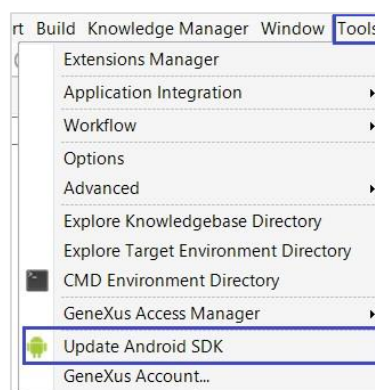 rt Build Knowledge Manager Window Tools
Extensions Manager
Application Integration
Workflow
Options
Advanced
Explore Knowledgebase Directory
Explore Target Environment Directory
CMD Environment Directory
GeneXus Access Manager
Update Android SDK
GeneXus Account...